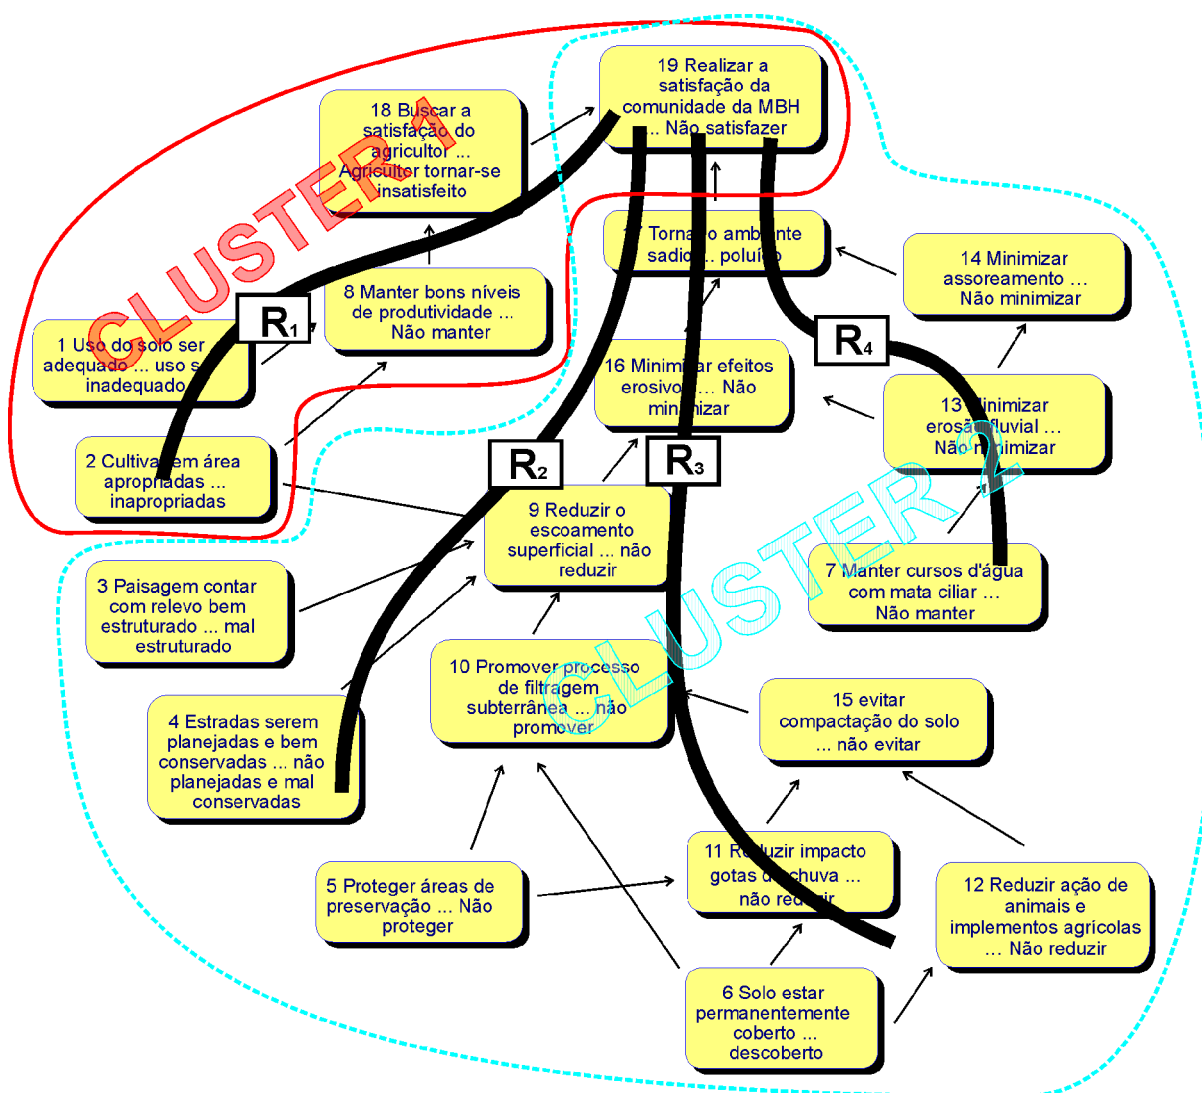 19 Realizar a
satisfação da
comunidade da MBH
... Não satisfazer
18 Buscar a
satisfação do
agricultor ...
Agricultor tornar-se
insatisfeito
CLUSTER 1
17 Tornar o ambiente
sadio ... poluído
14 Minimizar
assoreamento ...
Não minimizar
8 Manter bons níveis
de produtividade ...
Não manter
R1
1 Uso do solo ser
adequado ... uso s
inadequado
R4
16 Minimizar efeitos
erosivos ... Não
minimizar
13 Minimizar
erosão fluvial ...
Não minimizar
2 Cultivar em área
apropriadas ...
inapropriadas
R2
R3
CLUSTER 2
9 Reduzir o
escoamento
superficial ... não
reduzir
3 Paisagem contar
com relevo bem
estruturado ... mal
estruturado
7 Manter cursos d'água
com mata ciliar ...
Não manter
10 Promover processo
de filtragem
subterrânea ... não
promover
4 Estradas serem
planejadas e bem
conservadas ... não
planejadas e mal
conservadas
15 evitar
compactação do solo
... não evitar
11 Reduzir impacto
gotas de chuva ...
não reduzir
5 Proteger áreas de
preservação ... Não
proteger
12 Reduzir ação de
animais e
implementos agrícolas
... Não reduzir
6 Solo estar
permanentemente
coberto ...
descoberto